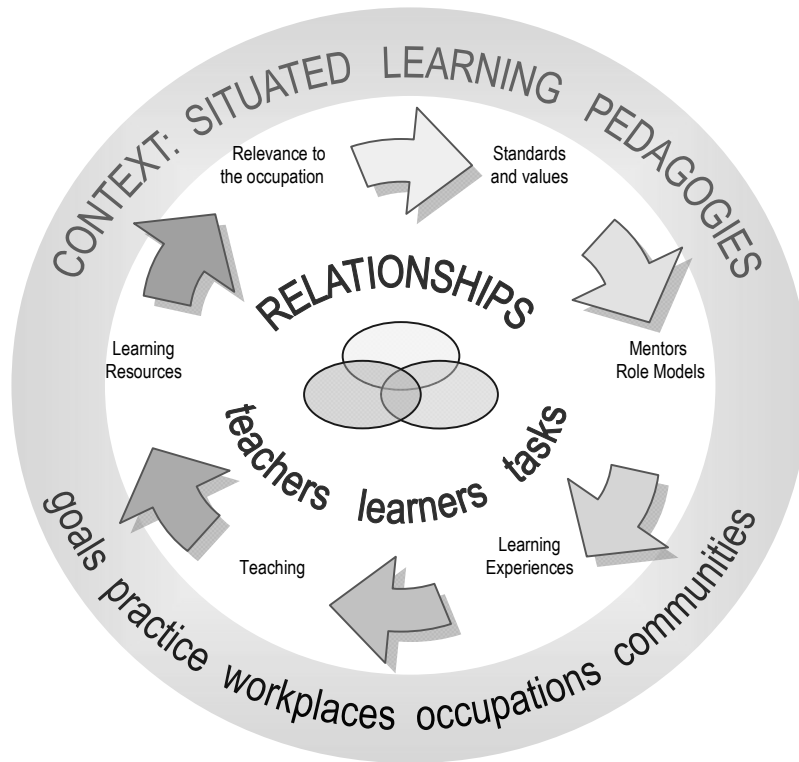 CONTEXT: SITUATED LEARNING PEDAGOGIES
Relevance to
the occupation
Standards
and values
RELATIONSHIPS
Learning
Resources
Mentors
Role Models
teachers learners tasks
Teaching
Learning
Experiences
goals practice workplaces occupations communities